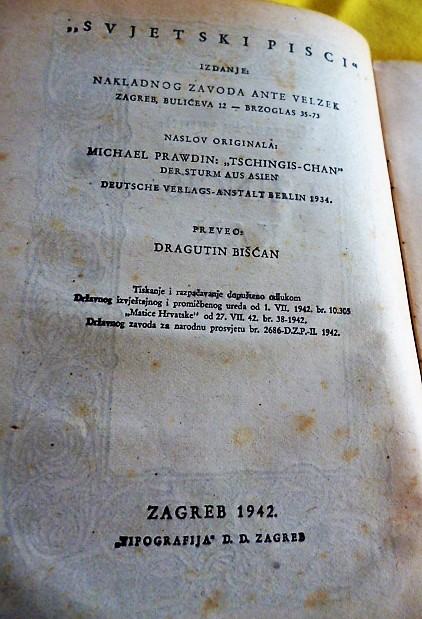 „SVJETSKI PISCI“
IZDANJE:
NAKLADNOG ZAVODA ANTE VELZEK
ZAGREB, BULIĆEVA 12 — BRZOGLAS 35-73
NASLOV ORIGINALA:
MICHAEL PRAWDIN: „TSCHINGIS-CHAN”
DER STURM AUS ASIEN
DEUTSCHE VERLAGS-ANSTALT BERLIN 1934.
PREVEO:
DRAGUTIN BIŠĆAN
Tiskanje i razpačavanje dopušteno odlukom
Državnog izvještajnog i promičbenog ureda od 1. VII. 1942. br. 10.305
„Matice Hrvatske” od 27. VII. 42. br. 38-1942,
Državnog zavoda za narodnu prosvjetu br. 2686-D.Z.P.-II. 1942.
ZAGREB 1942.
„TIPOGRAFIJA“ D. D. ZAGREB